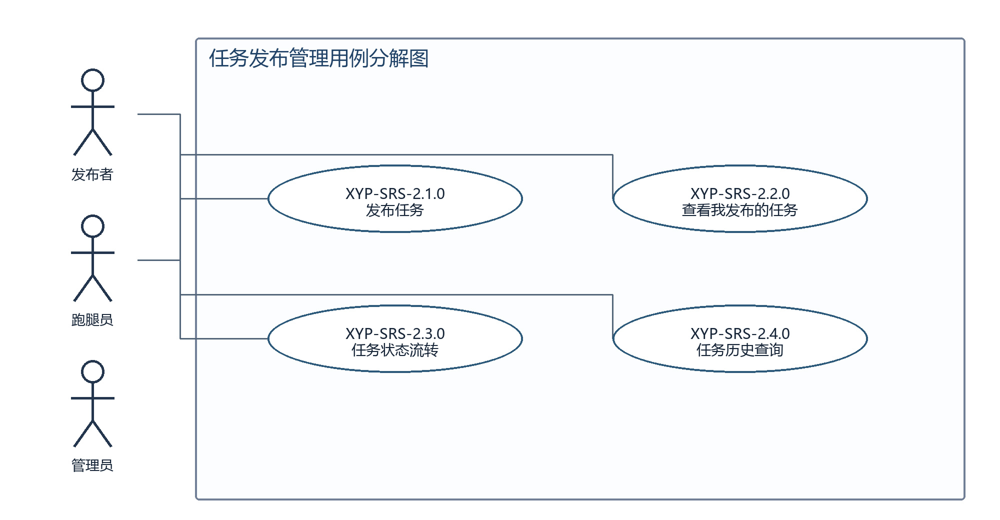 任务发布管理用例分解图
发布者
XYP-SRS-2.1.0
发布任务
XYP-SRS-2.2.0
查看我发布的任务
跑腿员
XYP-SRS-2.3.0
任务状态流转
XYP-SRS-2.4.0
任务历史查询
管理员